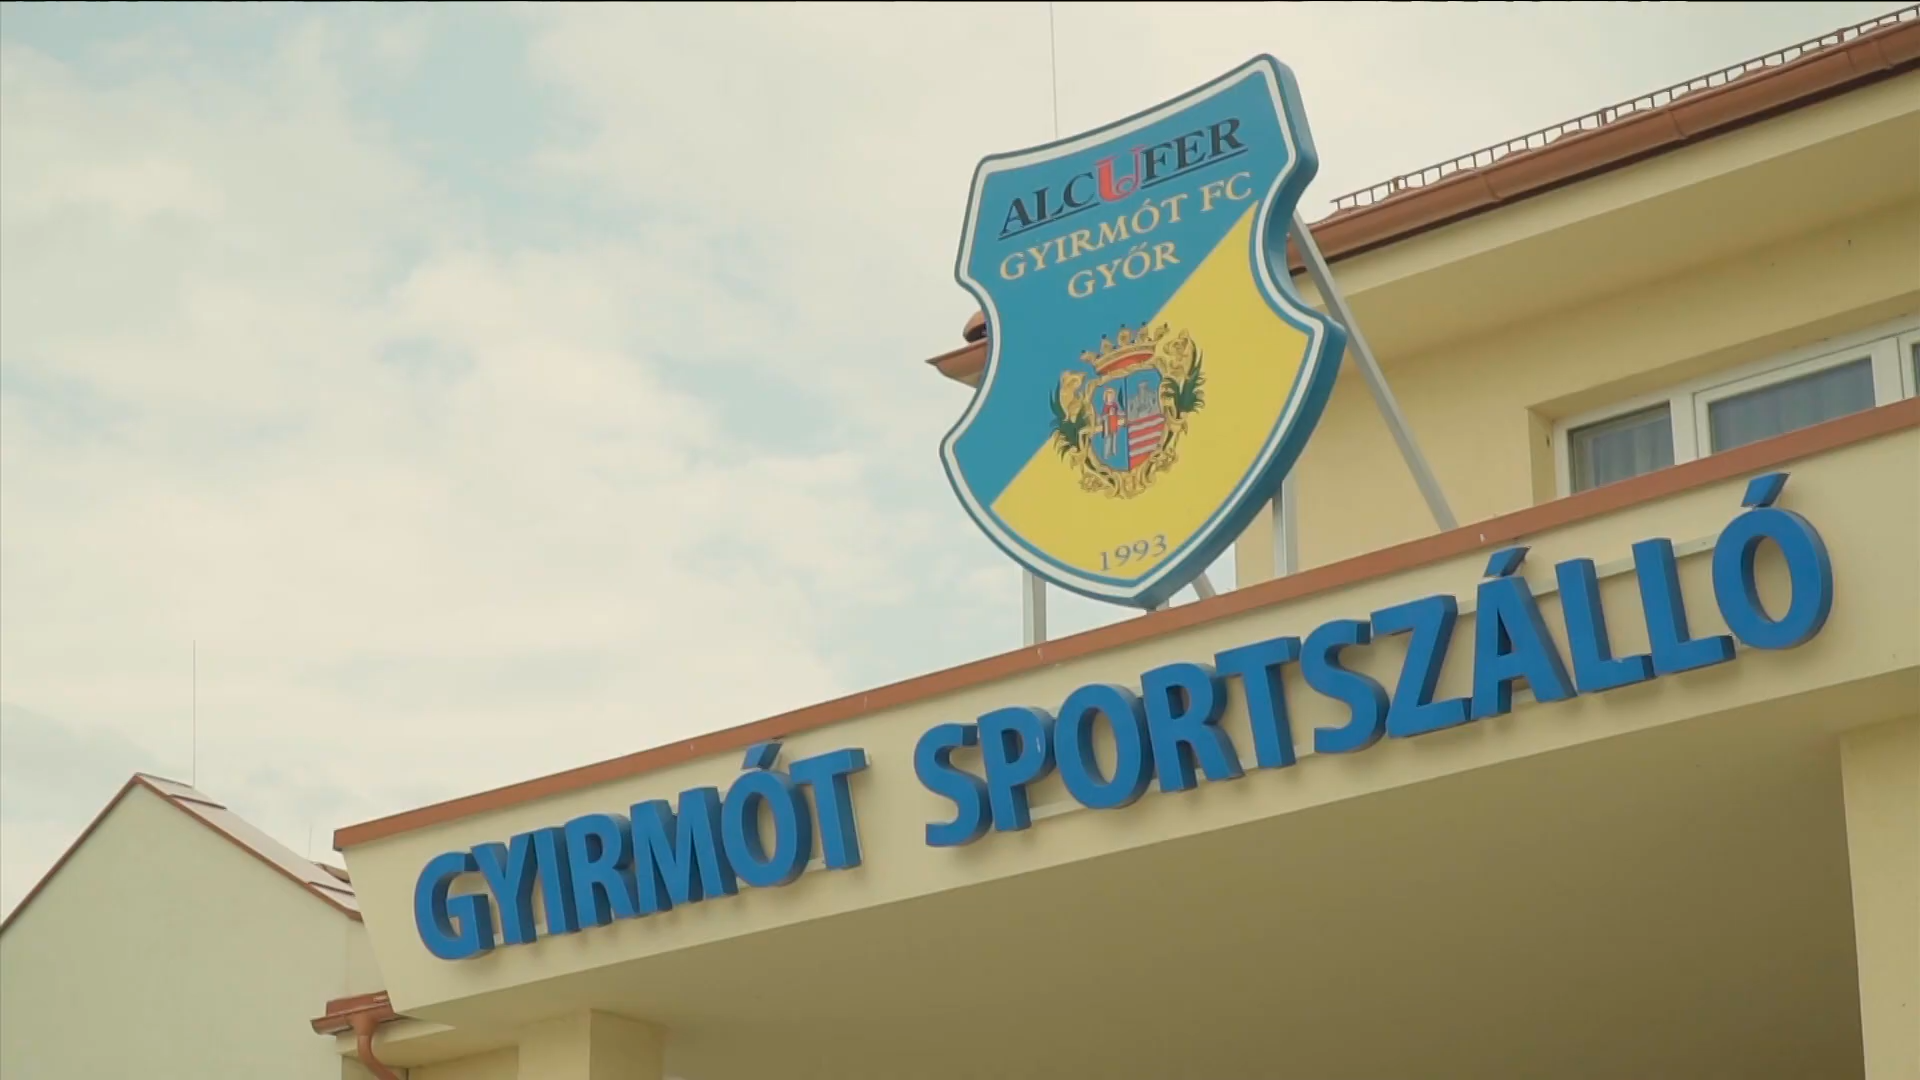 ALCUFER
GYIRMÓT FC
GYŐR
1993
GYIRMÓT SPORTSZÁLLÓ